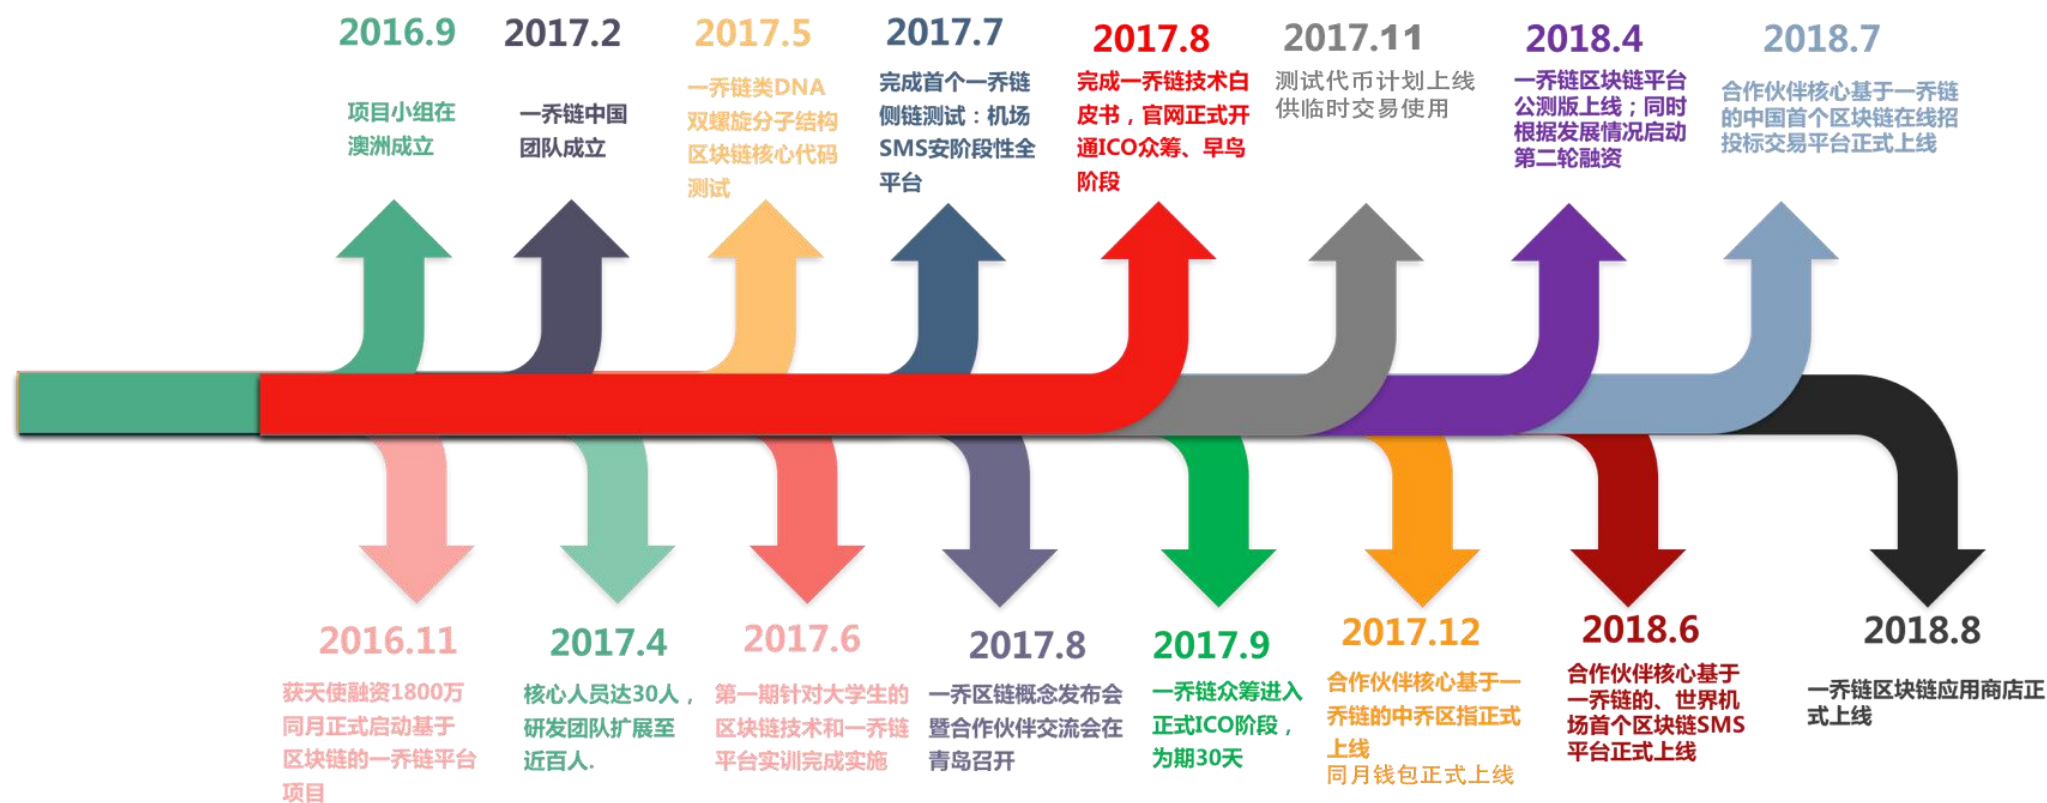 2016.9
项目小组在
澳洲成立
2017.2
一乔链中国
团队成立
2017.5
一乔链类DNA
双螺旋分子结构
区块链核心代码
测试
2017.7
完成首个一乔链
侧链测试：机场
SMS安阶段性全
平台
2017.8
完成一乔链技术白
皮书，官网正式开
通ICO众筹、早鸟
阶段
2017.11
测试代币计划上线
供临时交易使用
2018.4
一乔链区块链平台
公测版上线；同时
根据发展情况启动
第二轮融资
2018.7
合作伙伴核心基于一乔链
的中国首个区块链在线招
投标交易平台正式上线
2016.11
获天使融资1800万
同月正式启动基于
区块链的一乔链平台
项目
2017.4
核心人员达30人，
研发团队扩展至
近百人.
2017.6
第一期针对大学生的
区块链技术和一乔链
平台实训完成实施
2017.8
一乔区链概念发布会
暨合作伙伴交流会在
青岛召开
2017.9
一乔链众筹进入
正式ICO阶段，
为期30天
2017.12
合作伙伴核心基于一
乔链的中乔区指正式
上线
同月钱包正式上线
2018.6
合作伙伴核心基于
一乔链的、世界机
场首个区块链SMS
平台正式上线
2018.8
一乔链区块链应用商店正
式上线